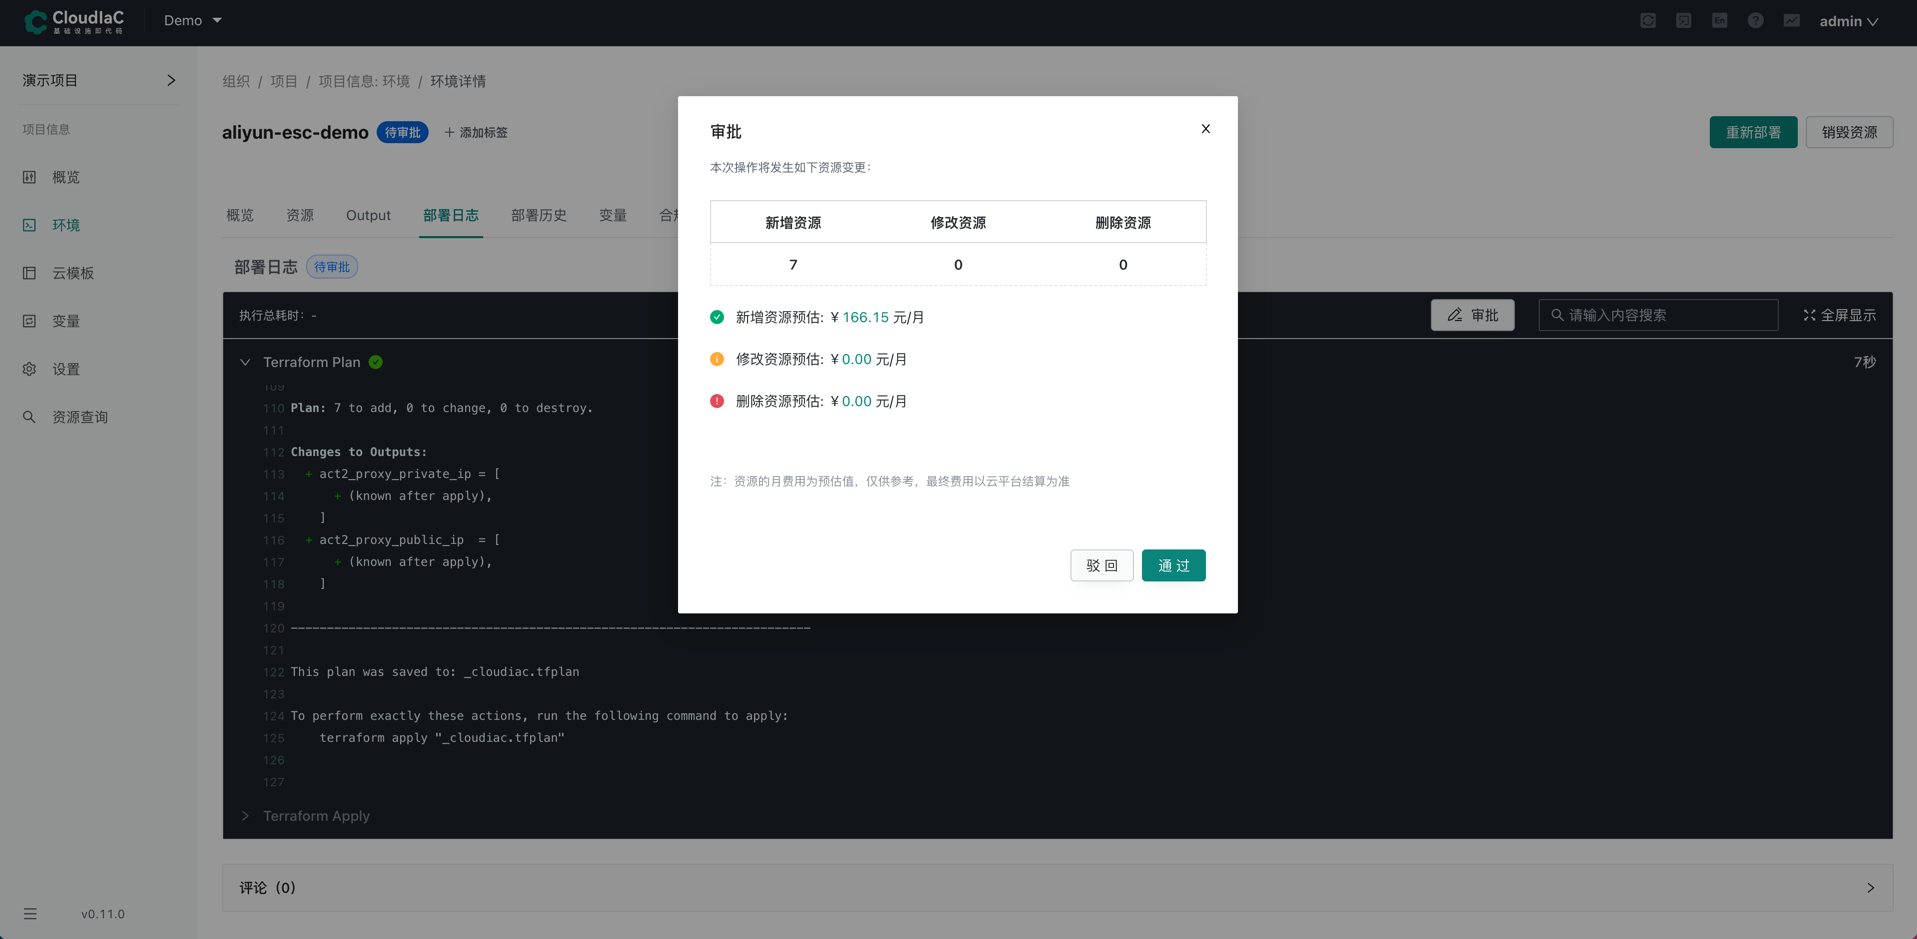 CloudIaC
基础设施即代码
Demo
En
admin
演示项目
项目信息
概览
环境
云模板
变量
设置
资源查询
v0.11.0
组织 / 项目 / 项目信息: 环境 / 环境详情
aliyun-esc-demo 待审批 + 添加标签
重新部署 销毁资源
概览 资源 Output 部署日志 部署历史 变量
部署日志 待审批
执行总耗时: -
审批 请输入内容搜索 全屏显示
Terraform Plan 7秒
109
110 Plan: 7 to add, 0 to change, 0 to destroy.
111
112 Changes to Outputs:
113 + act2_proxy_private_ip = [
114 + (known after apply),
115 ]
116 + act2_proxy_public_ip  = [
117 + (known after apply),
118 ]
119
120 ------------------------------------------------------------------------
121
122 This plan was saved to: _cloudiac.tfplan
123
124 To perform exactly these actions, run the following command to apply:
125 terraform apply "_cloudiac.tfplan"
126
127
Terraform Apply
评论（0）
审批
本次操作将发生如下资源变更:
新增资源 修改资源 删除资源
7 0 0
新增资源预估: ¥ 166.15 元/月
修改资源预估: ¥ 0.00 元/月
删除资源预估: ¥ 0.00 元/月
注：资源的月费用为预估值，仅供参考，最终费用以云平台结算为准
驳 回 通 过